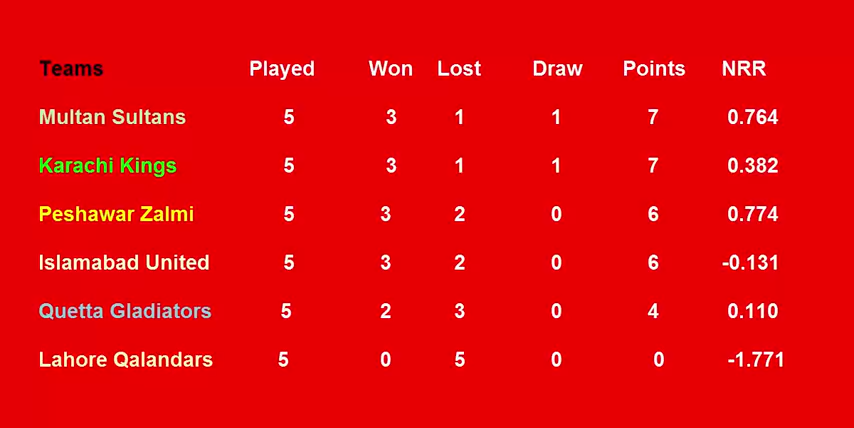 Teams Played Won Lost Draw Points NRR
Multan Sultans 5 3 1 1 7 0.764
Karachi Kings 5 3 1 1 7 0.382
Peshawar Zalmi 5 3 2 0 6 0.774
Islamabad United 5 3 2 0 6 -0.131
Quetta Gladiators 5 2 3 0 4 0.110
Lahore Qalandars 5 0 5 0 0 -1.771